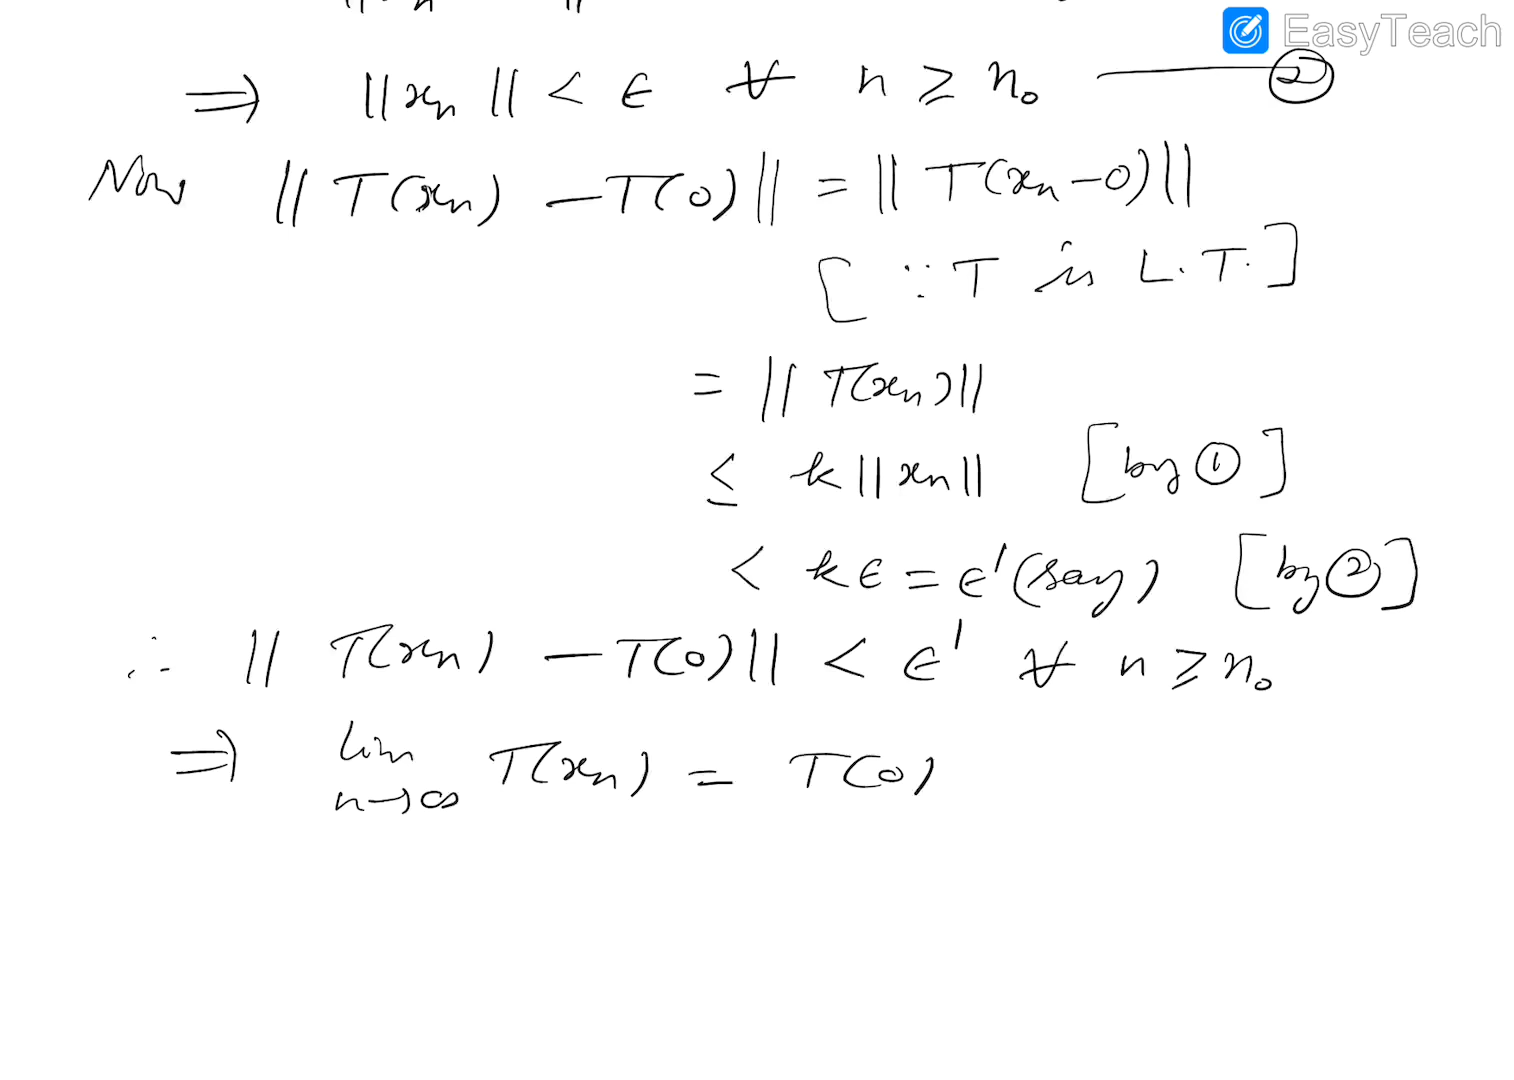 EasyTeach
⇒ ||xn|| < ϵ ∀ n ≥ n₀ ——— ②
Now || T(xn) − T(0) || = || T(xn−0) ||
[ ∵ T is L.T. ]
= || T(xn) ||
≤ k || xn || [by ①]
< kϵ = ϵ' (say) [by ②]
∴ || T(xn) − T(0) || < ϵ' ∀ n ≥ n₀
⇒ lim n→∞ T(xn) = T(0)